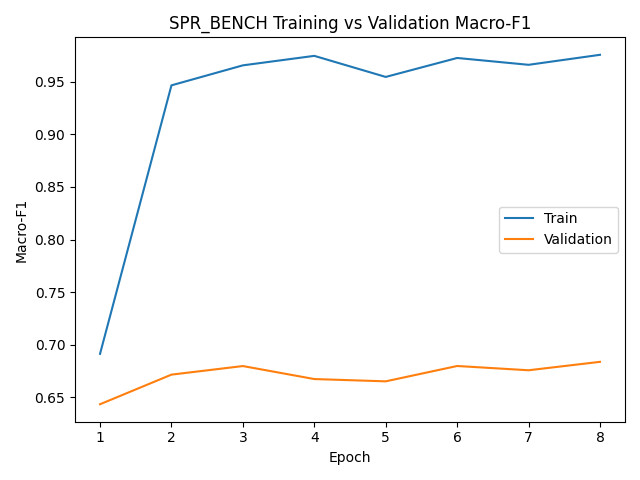 SPR_BENCH Training vs Validation Macro-F1
Macro-F1
0.95
0.90
0.85
0.80
0.75
0.70
0.65
Train
Validation
1 2 3 4 5 6 7 8
Epoch